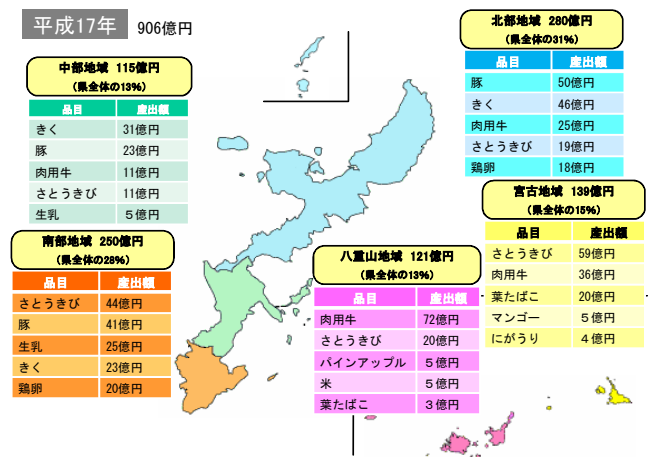 平成17年 906億円
中部地域 115億円
(県全体の13%)
品目 産出額
きく 31億円
豚 23億円
肉用牛 11億円
さとうきび 11億円
生乳 5億円
北部地域 280億円
(県全体の31%)
品目 産出額
豚 50億円
きく 46億円
肉用牛 25億円
さとうきび 19億円
鶏卵 18億円
南部地域 250億円
(県全体の28%)
品目 産出額
さとうきび 44億円
豚 41億円
生乳 25億円
きく 23億円
鶏卵 20億円
八重山地域 121億円
(県全体の13%)
品目 産出額
肉用牛 72億円
さとうきび 20億円
パインアップル 5億円
米 5億円
葉たばこ 3億円
宮古地域 139億円
(県全体の15%)
品目 産出額
さとうきび 59億円
肉用牛 36億円
葉たばこ 20億円
マンゴー 5億円
にがうり 4億円